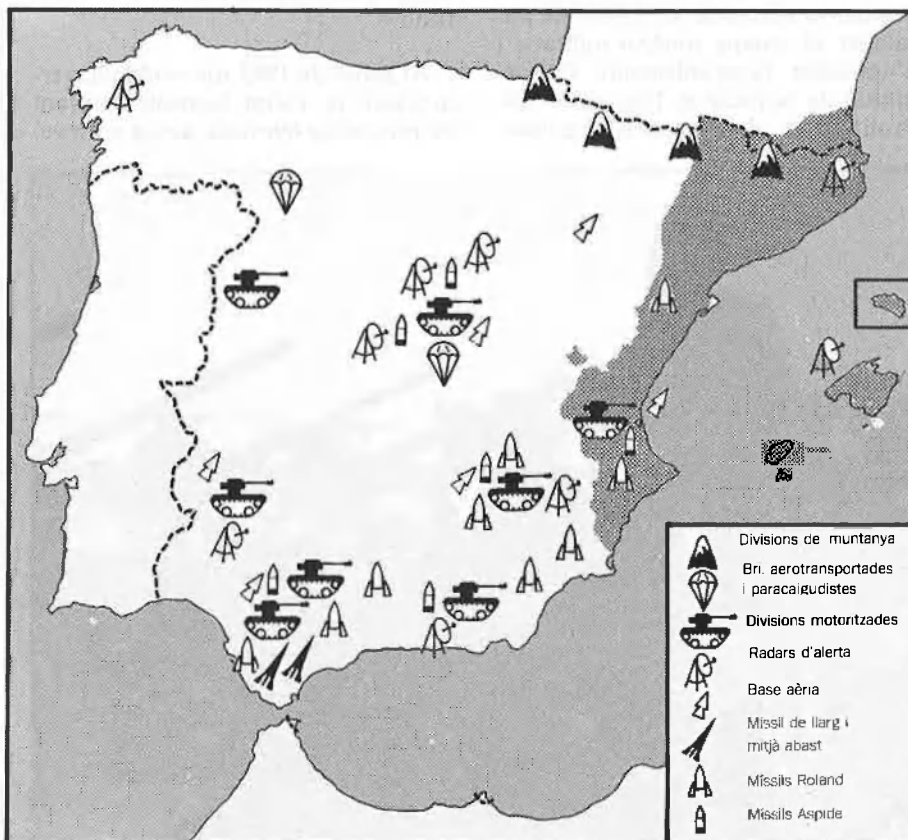 Divisions de muntanya
Bri. aerotransportades
i paracaigudistes
Divisions motoritzades
Radars d'alerta
Base aèria
Míssil de llarg i
mitjà abast
Míssils Roland
Míssils Aspide